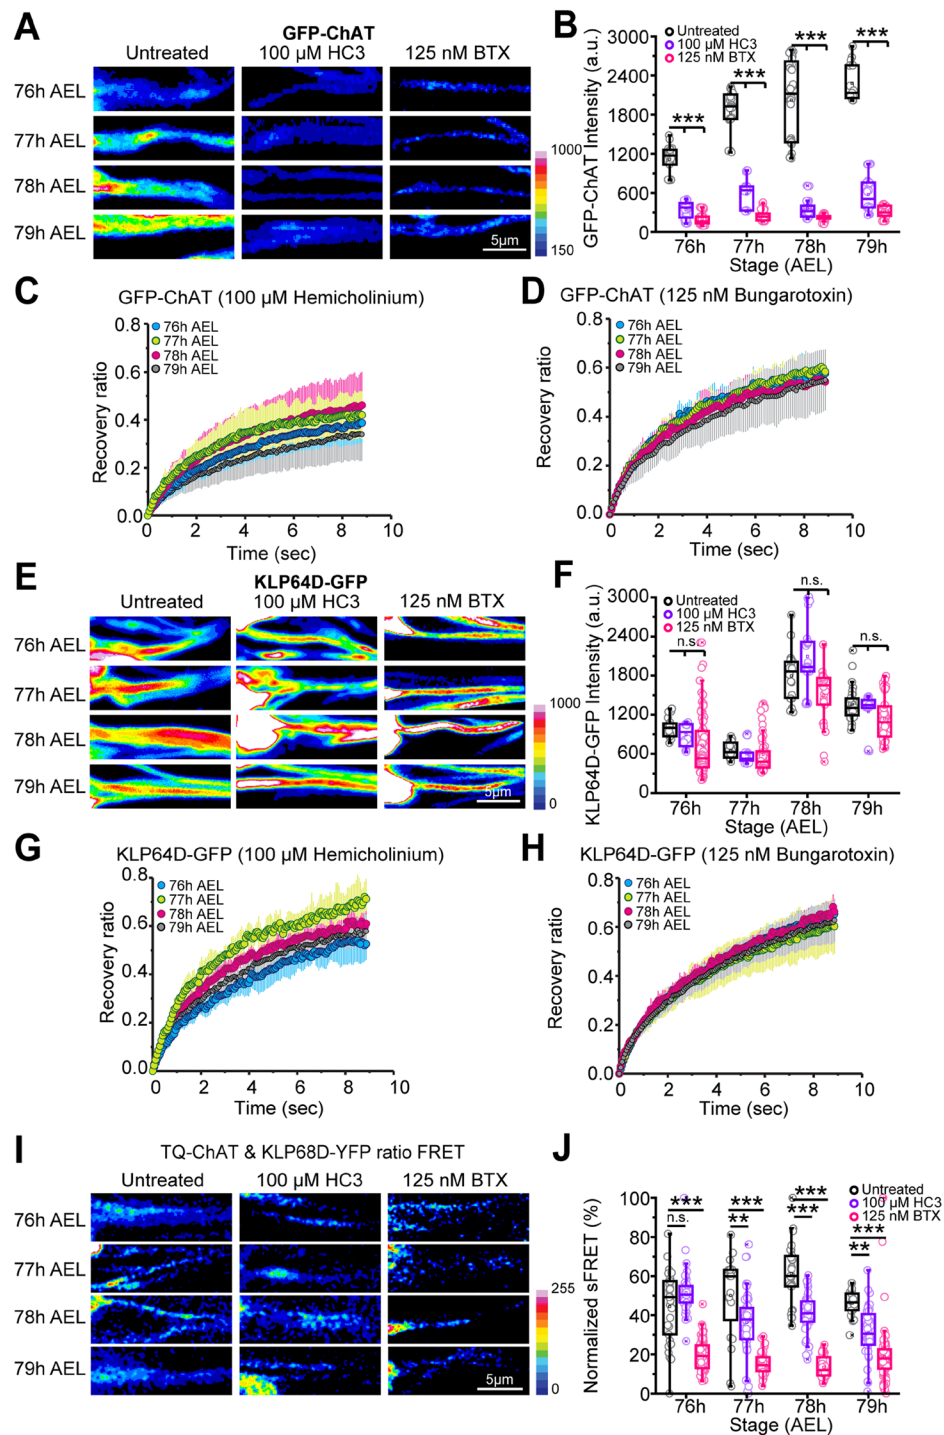 A
GFP-ChAT
Untreated 100 µM HC3 125 nM BTX
76h AEL
77h AEL
78h AEL
79h AEL
1000
150
5µm
B
Untreated
100 µM HC3
125 nM BTX
GFP-ChAT Intensity (a.u.)
3000
2400
1800
1200
600
0
*** *** *** ***
76h 77h 78h 79h
Stage (AEL)
C
GFP-ChAT (100 µM Hemicholinium)
76h AEL
77h AEL
78h AEL
79h AEL
Recovery ratio
0.8
0.6
0.4
0.2
0.0
0 2 4 6 8 10
Time (sec)
D
GFP-ChAT (125 nM Bungarotoxin)
76h AEL
77h AEL
78h AEL
79h AEL
Recovery ratio
0.8
0.6
0.4
0.2
0.0
0 2 4 6 8 10
Time (sec)
E
KLP64D-GFP
Untreated 100 µM HC3 125 nM BTX
76h AEL
77h AEL
78h AEL
79h AEL
1000
0
5µm
F
Untreated
100 µM HC3
125 nM BTX
KLP64D-GFP Intensity (a.u.)
3000
2400
1800
1200
600
0
n.s. n.s. n.s.
76h 77h 78h 79h
Stage (AEL)
G
KLP64D-GFP (100 µM Hemicholinium)
76h AEL
77h AEL
78h AEL
79h AEL
Recovery ratio
0.8
0.6
0.4
0.2
0.0
0 2 4 6 8 10
Time (sec)
H
KLP64D-GFP (125 nM Bungarotoxin)
76h AEL
77h AEL
78h AEL
79h AEL
Recovery ratio
0.8
0.6
0.4
0.2
0.0
0 2 4 6 8 10
Time (sec)
I
TQ-ChAT & KLP68D-YFP ratio FRET
Untreated 100 µM HC3 125 nM BTX
76h AEL
77h AEL
78h AEL
79h AEL
255
0
5µm
J
Untreated
100 µM HC3
125 nM BTX
Normalized sFRET (%)
100
80
60
40
20
0
*** *** *** ***
n.s. ** *** **
76h 77h 78h 79h
Stage (AEL)